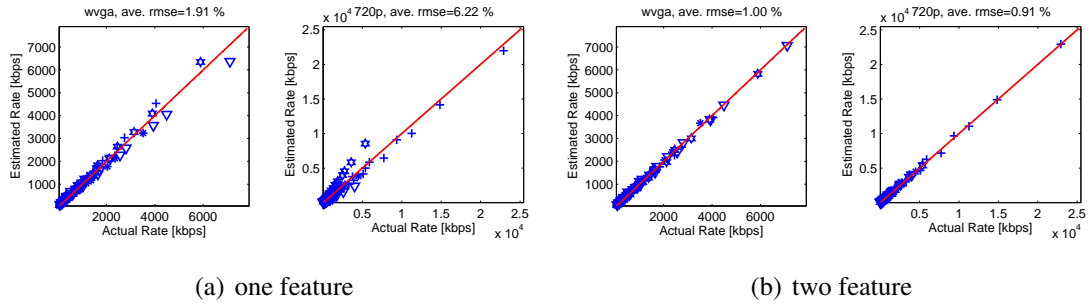 wvga, ave. rmse=1.91 %
Estimated Rate [kbps]
7000
6000
5000
4000
3000
2000
1000
2000 4000 6000
Actual Rate [kbps]
x 10^4 720p, ave. rmse=6.22 %
Estimated Rate [kbps]
2.5
2
1.5
1
0.5
0.5 1 1.5 2 2.5
Actual Rate [kbps]
x 10^4
wvga, ave. rmse=1.00 %
Estimated Rate [kbps]
7000
6000
5000
4000
3000
2000
1000
2000 4000 6000
Actual Rate [kbps]
x 10^4 720p, ave. rmse=0.91 %
Estimated Rate [kbps]
2.5
2
1.5
1
0.5
0.5 1 1.5 2 2.5
Actual Rate [kbps]
x 10^4
(a) one feature
(b) two feature